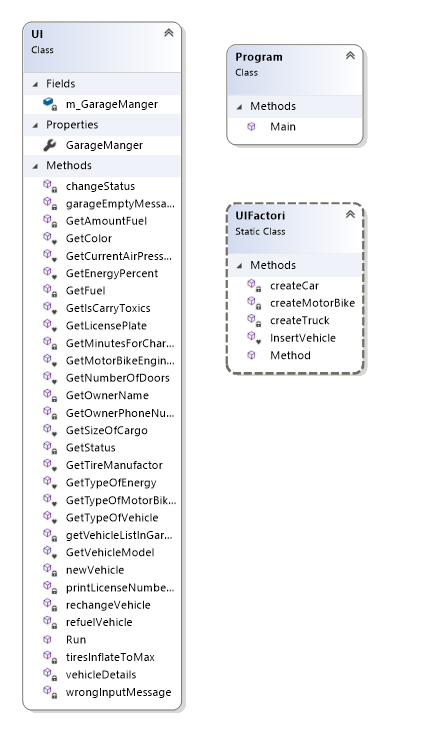 UI
Class
Fields
m_GarageManger
Properties
GarageManger
Methods
changeStatus
garageEmptyMessa...
GetAmountFuel
GetColor
GetCurrentAirPress...
GetEnergyPercent
GetFuel
GetIsCarryToxics
GetLicensePlate
GetMinutesForChar...
GetMotorBikeEngin...
GetNumberOfDoors
GetOwnerName
GetOwnerPhoneNu...
GetSizeOfCargo
GetStatus
GetTireManufactor
GetTypeOfEnergy
GetTypeOfMotorBik...
GetTypeOfVehicle
getVehicleListInGar...
GetVehicleModel
newVehicle
printLicenseNumbe...
rechangeVehicle
refuelVehicle
Run
tiresInflateToMax
vehicleDetails
wrongInputMessage
Program
Class
Methods
Main
UIFactori
Static Class
Methods
createCar
createMotorBike
createTruck
InsertVehicle
Method